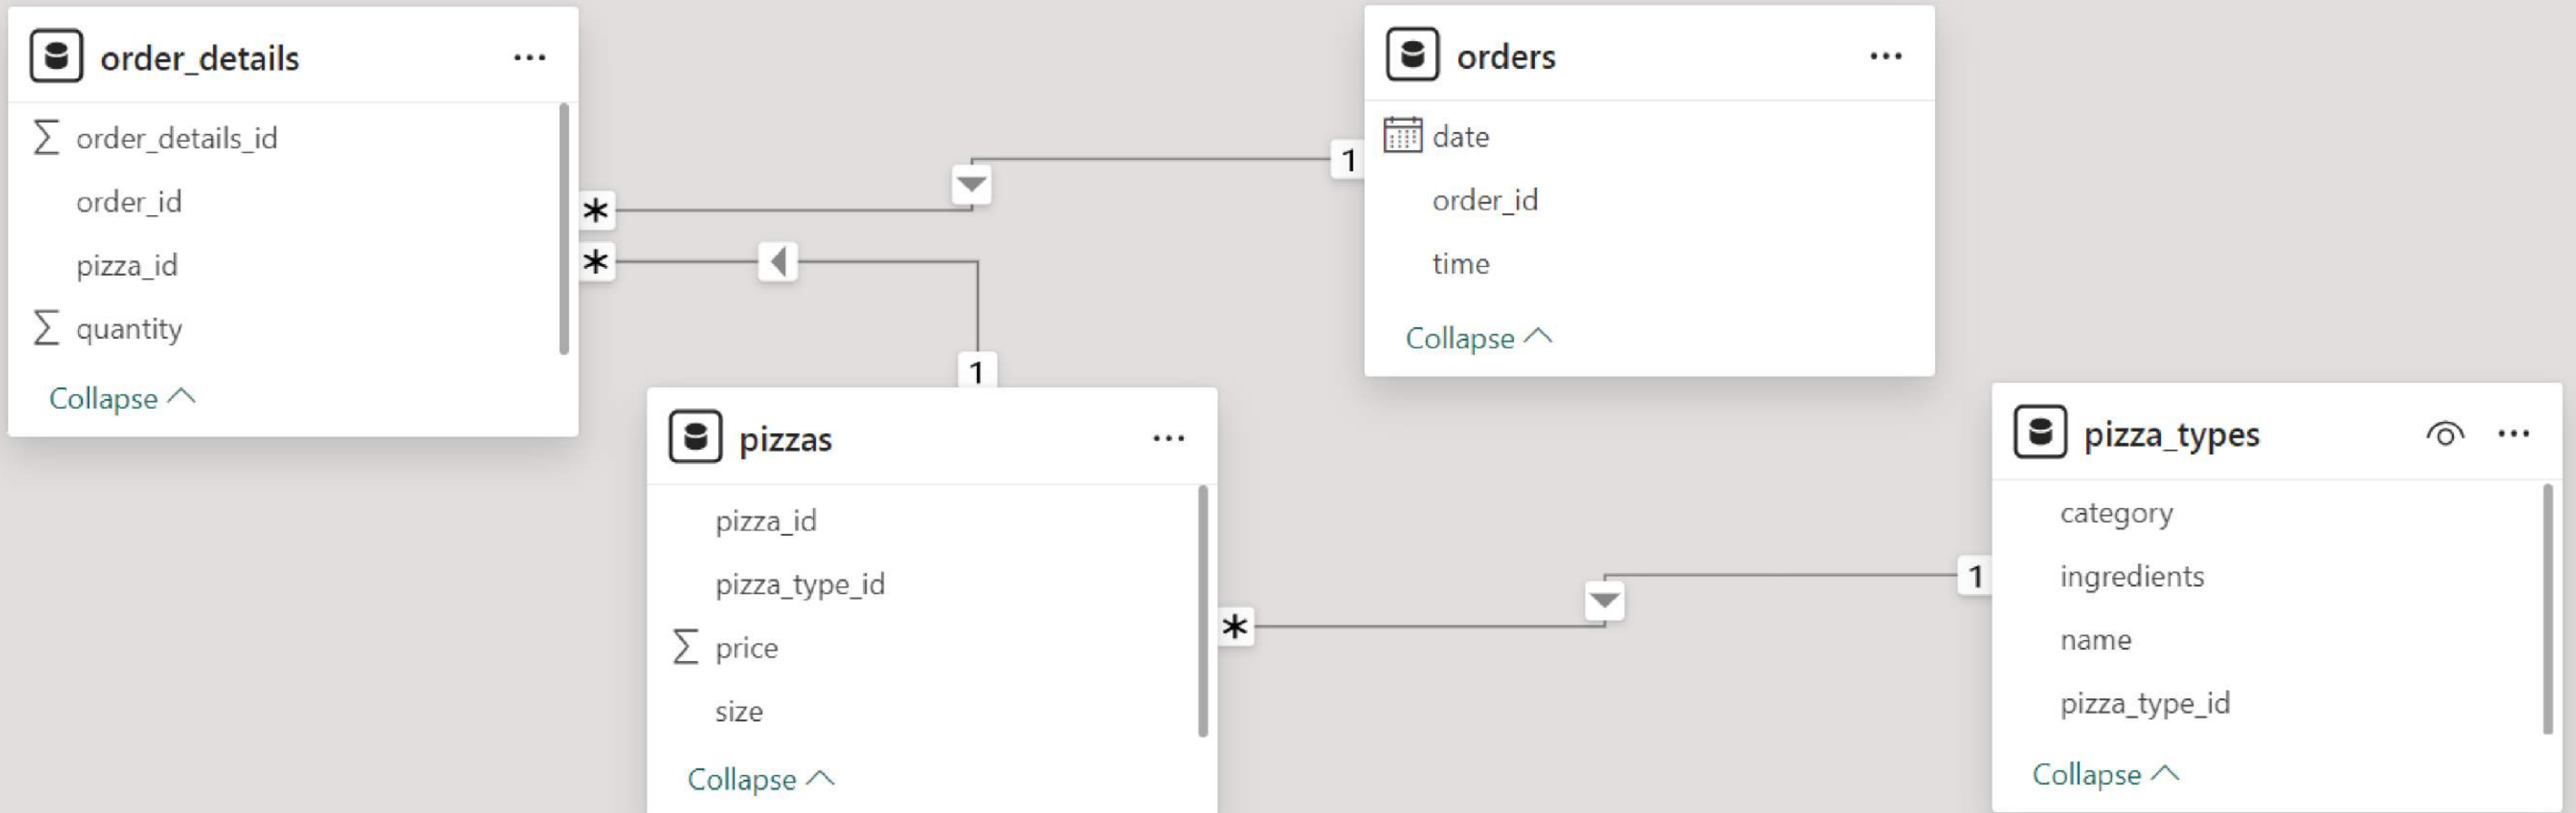 order_details
Σ order_details_id
order_id
pizza_id
Σ quantity
Collapse
*
*
1
1
orders
date
order_id
time
Collapse
pizzas
pizza_id
pizza_type_id
Σ price
size
Collapse
*
1
pizza_types
category
ingredients
name
pizza_type_id
Collapse